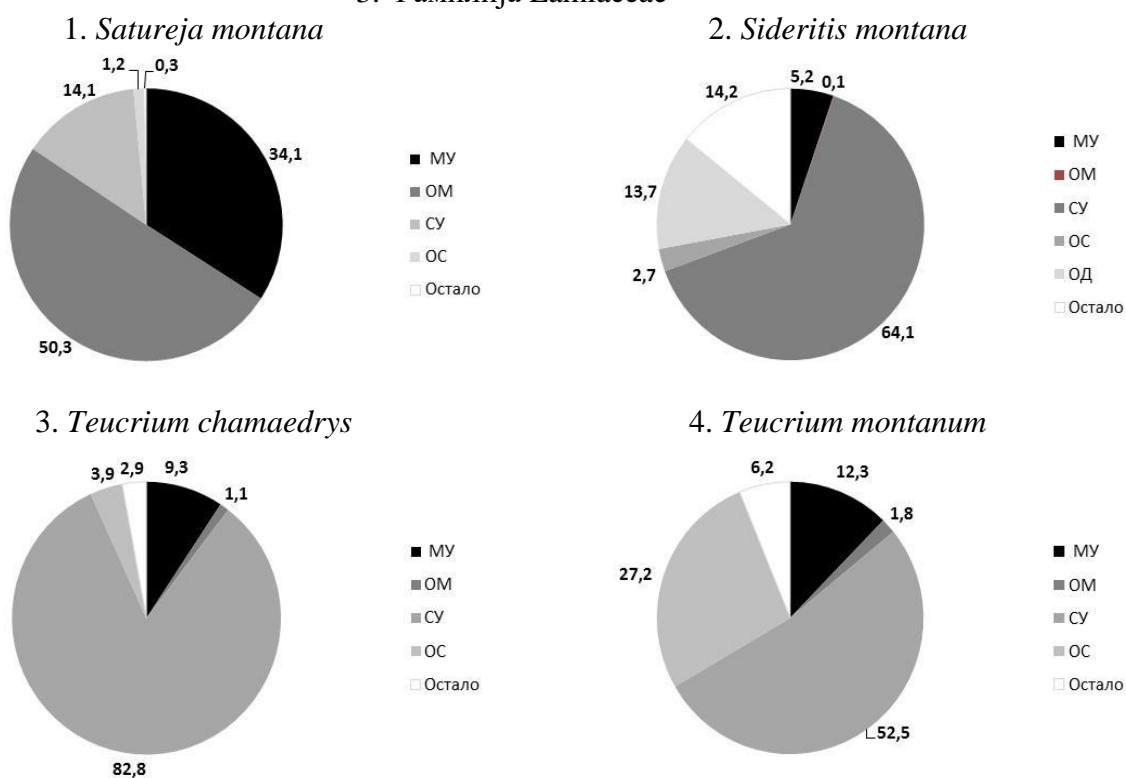 1. Satureja montana
1,2
0,3
14,1
34,1
50,3
МУ
ОМ
СУ
ОС
Остало
2. Sideritis montana
5,2
0,1
14,2
13,7
2,7
64,1
МУ
ОМ
СУ
ОС
ОД
Остало
3. Teucrium chamaedrys
3,9
2,9
9,3
1,1
82,8
МУ
ОМ
СУ
ОС
Остало
4. Teucrium montanum
6,2
12,3
1,8
27,2
52,5
МУ
ОМ
СУ
ОС
Остало